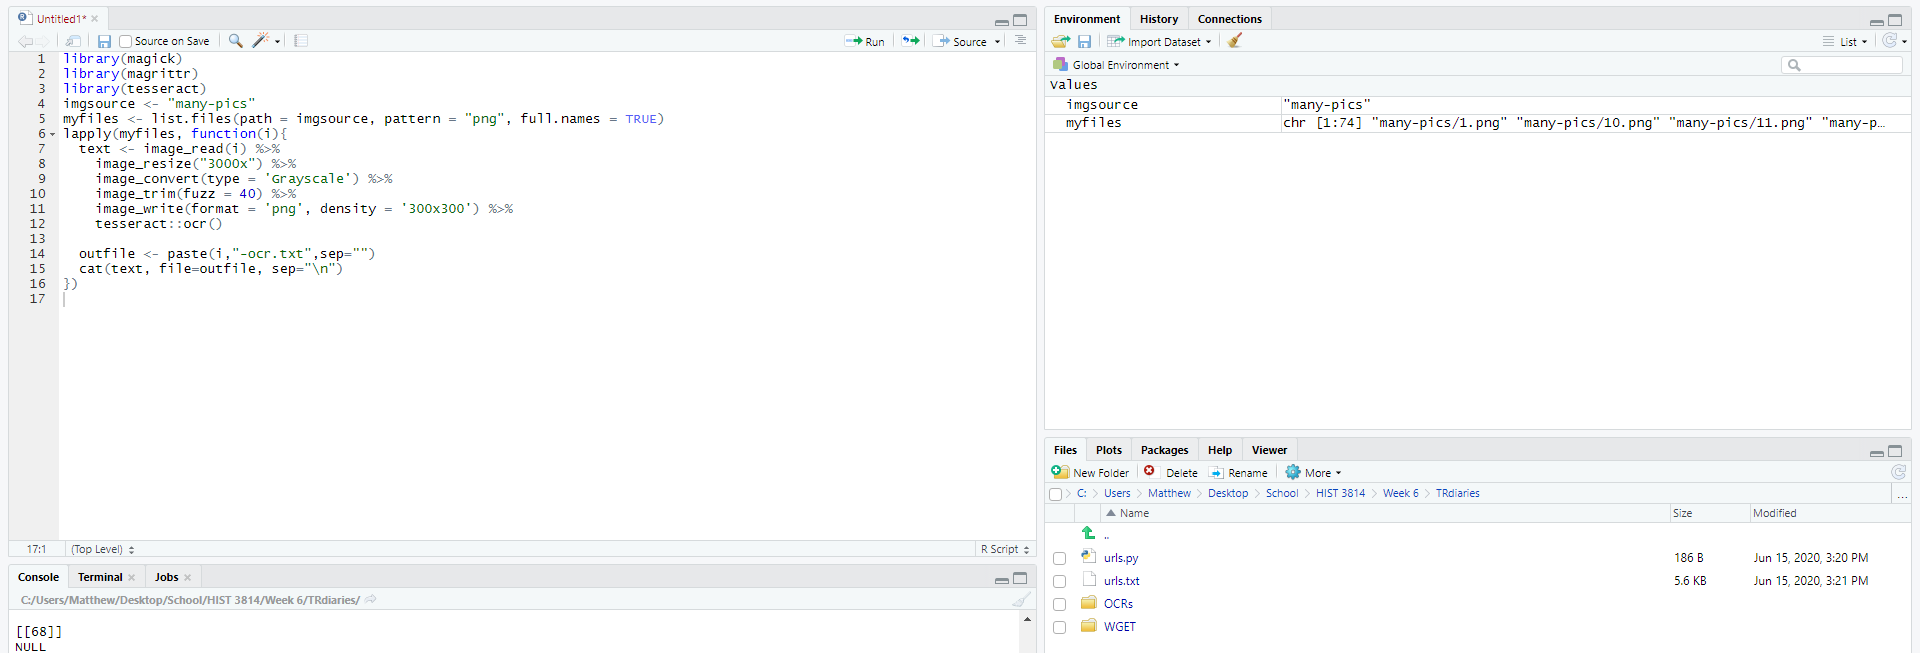 Untitled1*
Source on Save
Run
Source
1 library(magick)
2 library(magrittr)
3 library(tesseract)
4 imgsource <- "many-pics"
5 myfiles <- list.files(path = imgsource, pattern = "png", full.names = TRUE)
6 lapply(myfiles, function(i){
7   text <- image_read(i) %>%
8     image_resize("3000x") %>%
9     image_convert(type = 'Grayscale') %>%
10     image_trim(fuzz = 40) %>%
11     image_write(format = 'png', density = '300x300') %>%
12     tesseract::ocr()
13
14   outfile <- paste(i,"-ocr.txt",sep="")
15   cat(text, file=outfile, sep="\n")
16 })
17
17:1 (Top Level) R Script
Console Terminal Jobs
C:/Users/Matthew/Desktop/School/HIST 3814/Week 6/TRdiaries/
[[68]]
NULL
Environment History Connections
Import Dataset List
Global Environment
Values
imgsource "many-pics"
myfiles chr [1:74] "many-pics/1.png" "many-pics/10.png" "many-pics/11.png" "many-p...
Files Plots Packages Help Viewer
New Folder Delete Rename More
C: Users Matthew Desktop School HIST 3814 Week 6 TRdiaries ...
Name Size Modified
..
urls.py 186 B Jun 15, 2020, 3:20 PM
urls.txt 5.6 KB Jun 15, 2020, 3:21 PM
OCRs
WGET